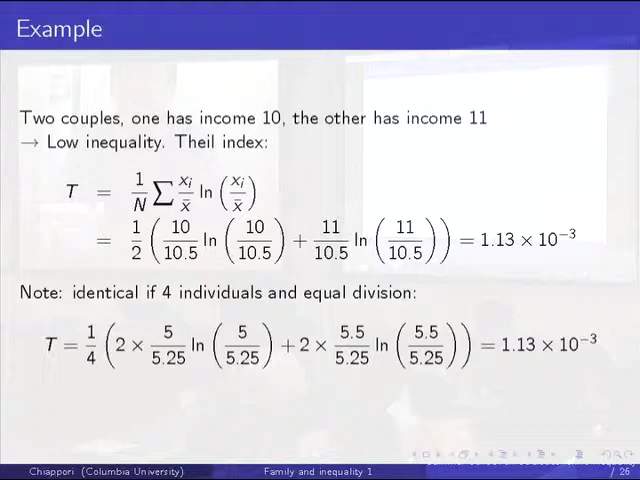 Example
Two couples, one has income 10, the other has income 11
→ Low inequality. Theil index:
T = 1/N ∑ x_i/x̄ ln (x_i/x̄)
= 1/2 (10/10.5 ln (10/10.5) + 11/10.5 ln (11/10.5)) = 1.13 × 10⁻³
Note: identical if 4 individuals and equal division:
T = 1/4 (2 × 5/5.25 ln (5/5.25) + 2 × 5.5/5.25 ln (5.5/5.25)) = 1.13 × 10⁻³
Chiappori (Columbia University) Family and inequality 1 / 26